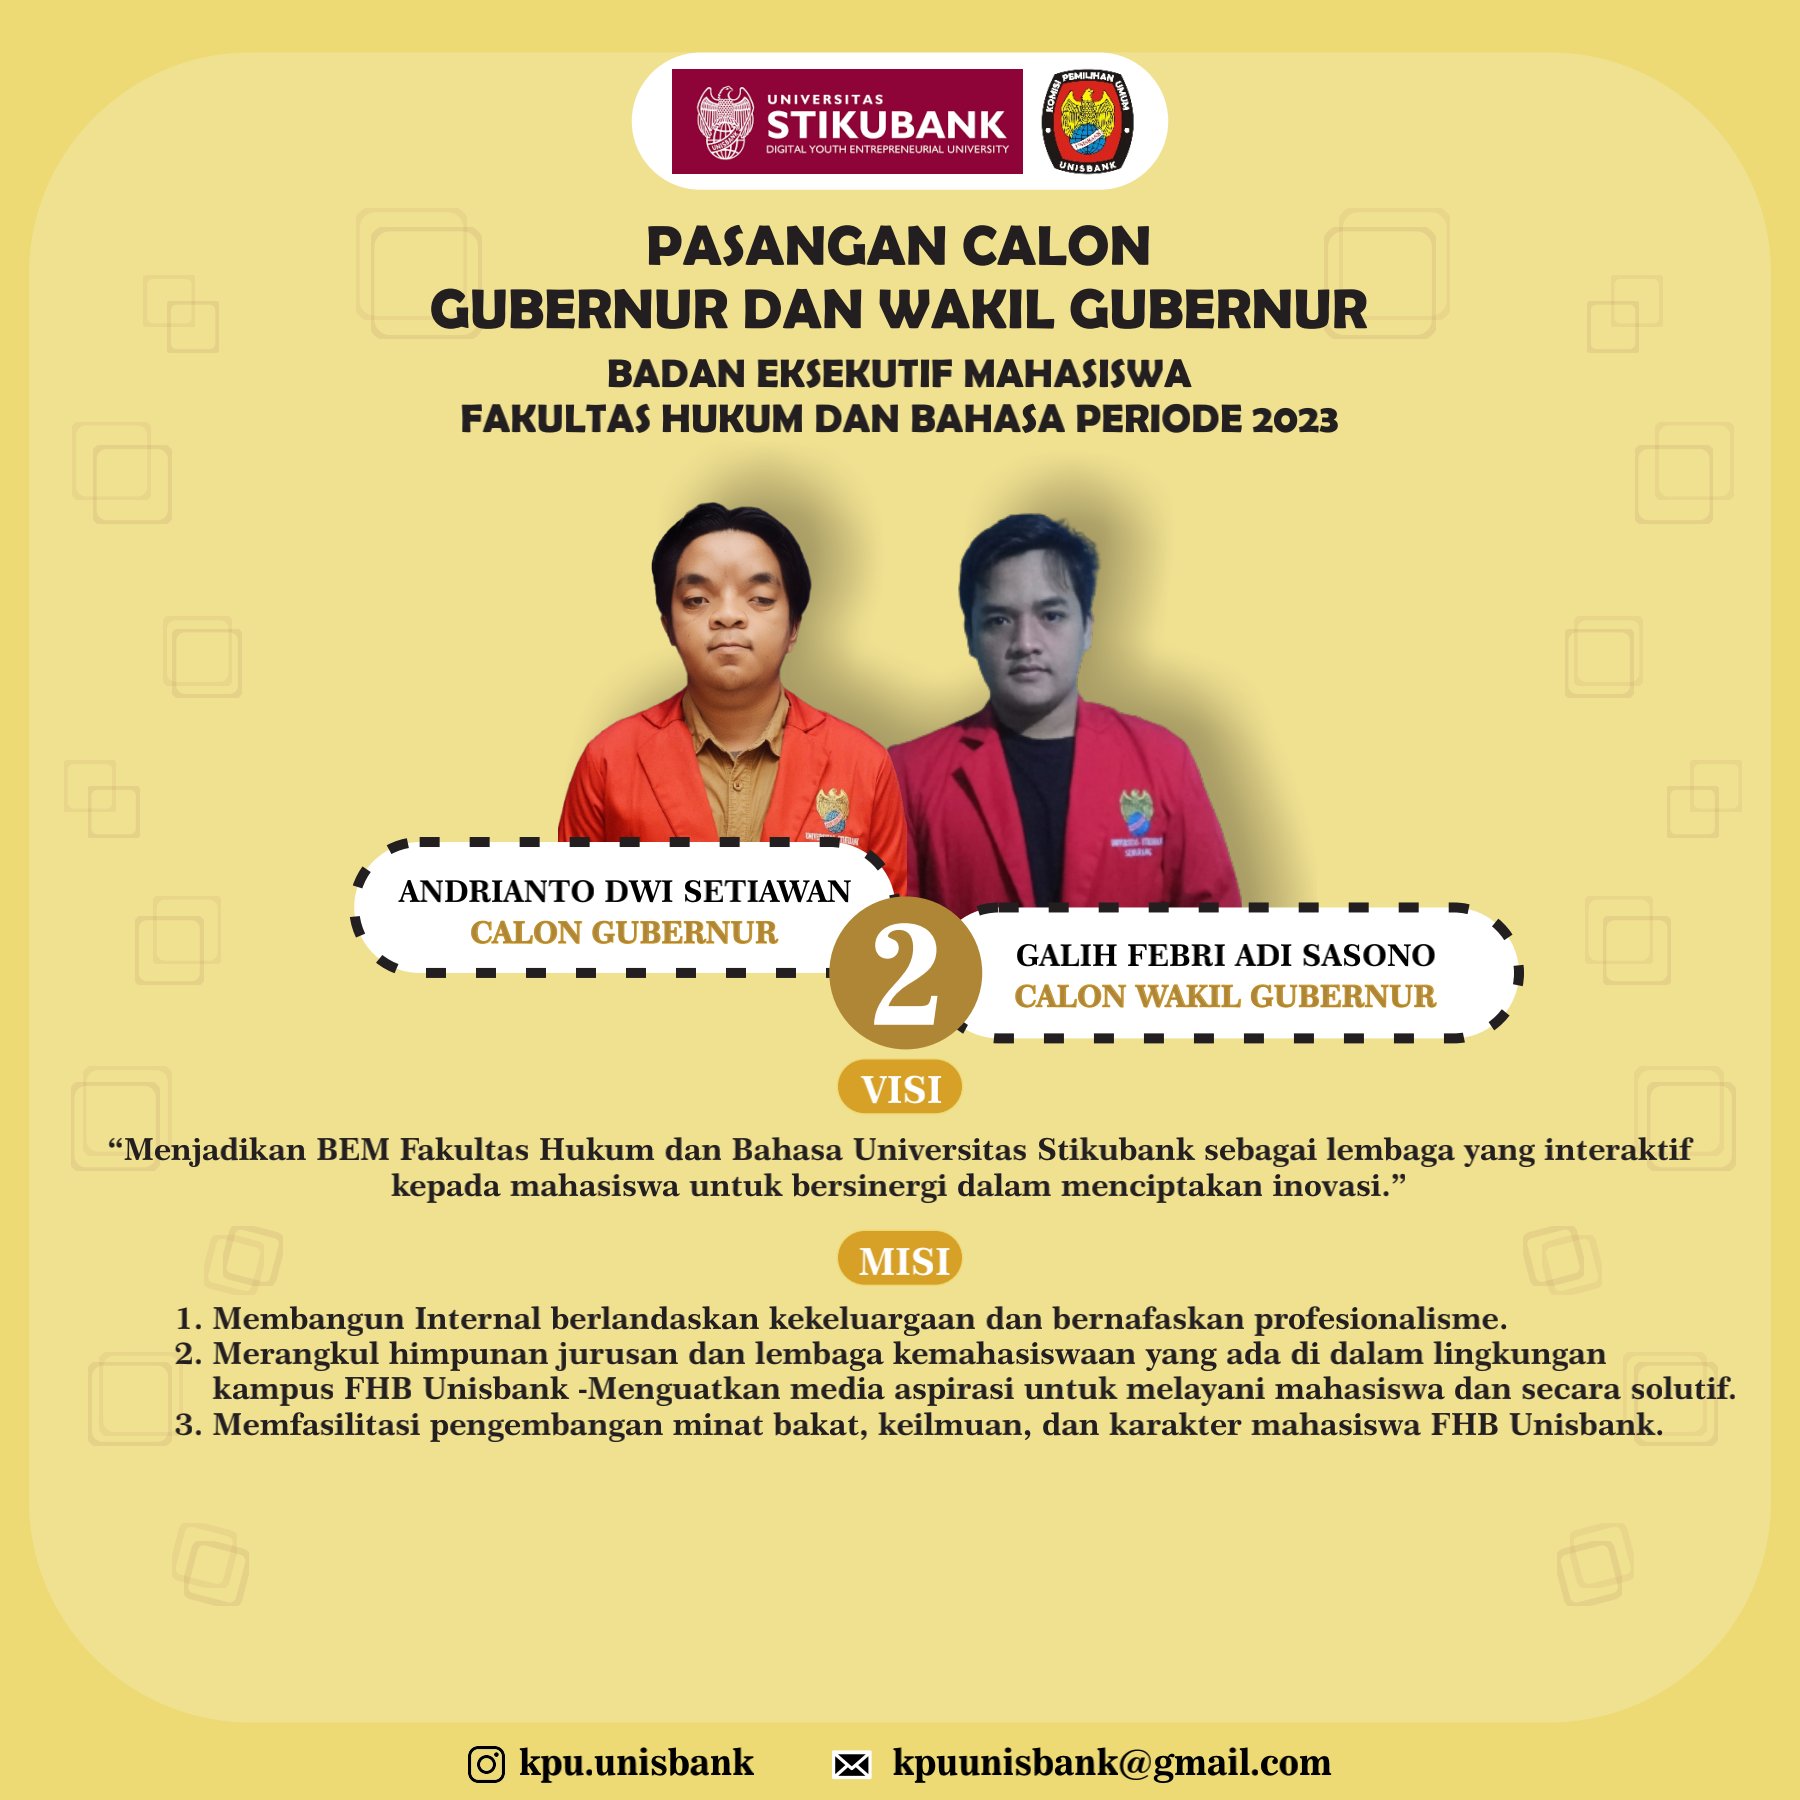 UNIVERSITAS
STIKUBANK
DIGITAL YOUTH ENTREPRENEURIAL UNIVERSITY
UNISBANK
KOMISI PEMILIHAN UMUM
UNISBANK
PASANGAN CALON
GUBERNUR DAN WAKIL GUBERNUR
BADAN EKSEKUTIF MAHASISWA
FAKULTAS HUKUM DAN BAHASA PERIODE 2023
ANDRIANTO DWI SETIAWAN
CALON GUBERNUR
2
GALIH FEBRI ADI SASONO
CALON WAKIL GUBERNUR
VISI
“Menjadikan BEM Fakultas Hukum dan Bahasa Universitas Stikubank sebagai lembaga yang interaktif
kepada mahasiswa untuk bersinergi dalam menciptakan inovasi.”
MISI
1. Membangun Internal berlandaskan kekeluargaan dan bernafaskan profesionalisme.
2. Merangkul himpunan jurusan dan lembaga kemahasiswaan yang ada di dalam lingkungan
kampus FHB Unisbank -Menguatkan media aspirasi untuk melayani mahasiswa dan secara solutif.
3. Memfasilitasi pengembangan minat bakat, keilmuan, dan karakter mahasiswa FHB Unisbank.
kpu.unisbank
kpuunisbank@gmail.com